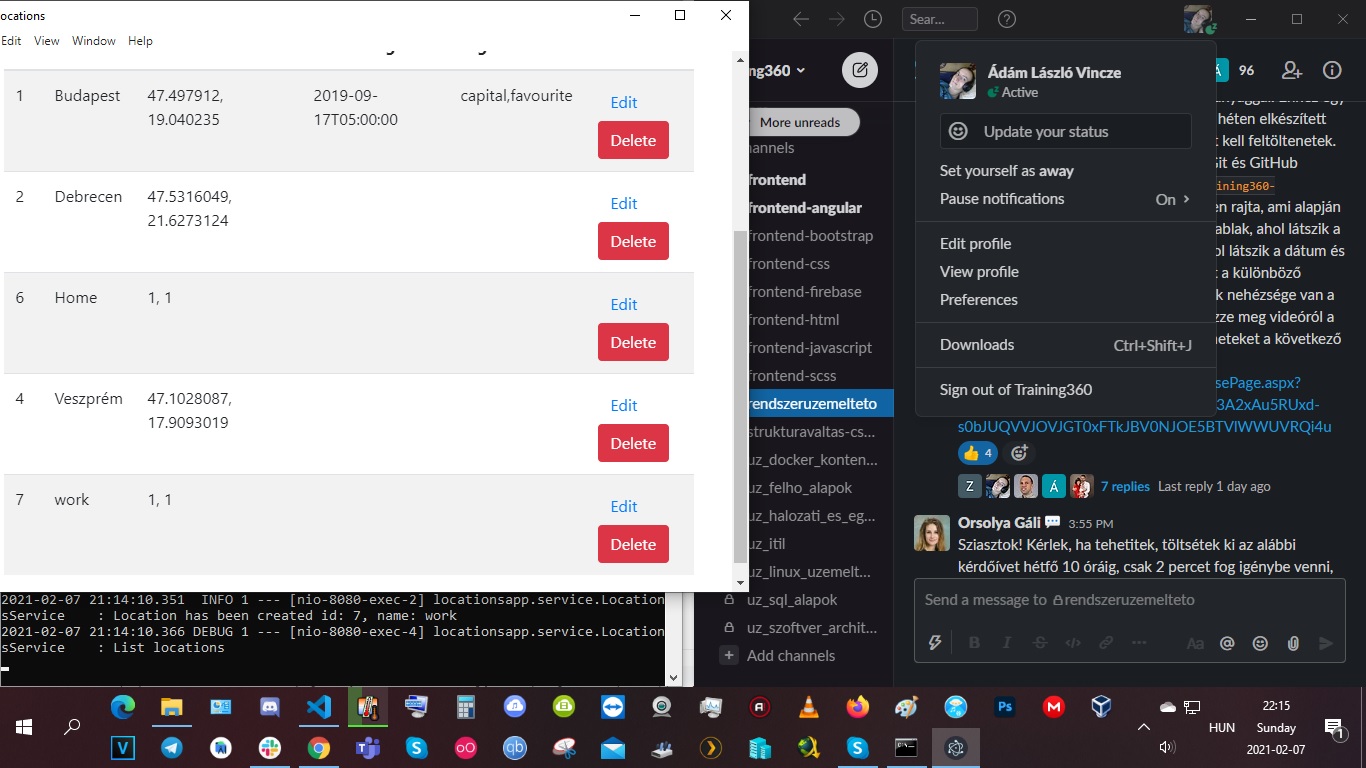 ocations
Edit View Window Help
1 Budapest 47.497912, 2019-09- capital,favourite Edit
19.040235 17T05:00:00
Delete
2 Debrecen 47.5316049, Edit
21.6273124
Delete
6 Home 1, 1 Edit
Delete
4 Veszprém 47.1028087, Edit
17.9093019
Delete
7 work 1, 1 Edit
Delete
2021-02-07 21:14:10.351 INFO 1 --- [nio-8080-exec-2] locationsapp.service.Location
sService : Location has been created id: 7, name: work
2021-02-07 21:14:10.366 DEBUG 1 --- [nio-8080-exec-4] locationsapp.service.Location
sService : List locations
Sear...
ng360
More unreads
annels
frontend
frontend-angular
frontend-bootstrap
frontend-css
frontend-firebase
frontend-html
frontend-javascript
frontend-scss
rendszeruzemelteto
strukturavaltas-cs...
uz_docker_konten...
uz_felho_alapok
uz_halozati_es_eg...
uz_itil
uz_linux_uzemelt...
uz_sql_alapok
uz_szoftver_archit...
Add channels
Ádám László Vincze
Active
Update your status
Set yourself as away
Pause notifications On
Edit profile
View profile
Preferences
Downloads Ctrl+Shift+J
Sign out of Training360
Á 96
héten elkészített
t kell feltöltenetek.
Git és GitHub
ining360-
en rajta, ami alapján
ablak, ahol látszik a
ol látszik a dátum és
t a különböző
k nehézsége van a
zze meg videóról a
neteket a következő
sePage.aspx?
3A2xAu5RUxd-
s0bJUQVVJOVJGT0xFTkJBV0NJOE5BTVlWWUVRQi4u
4
Z Á 7 replies Last reply 1 day ago
Orsolya Gáli 3:55 PM
Sziasztok! Kérlek, ha tehetitek, töltsétek ki az alábbi
kérdőívet hétfő 10 óráig, csak 2 percet fog igénybe venni,
Send a message to rendszeruzemelteto
B I S Aa @
Ps
V qb
HUN
22:15
Sunday
2021-02-07
1